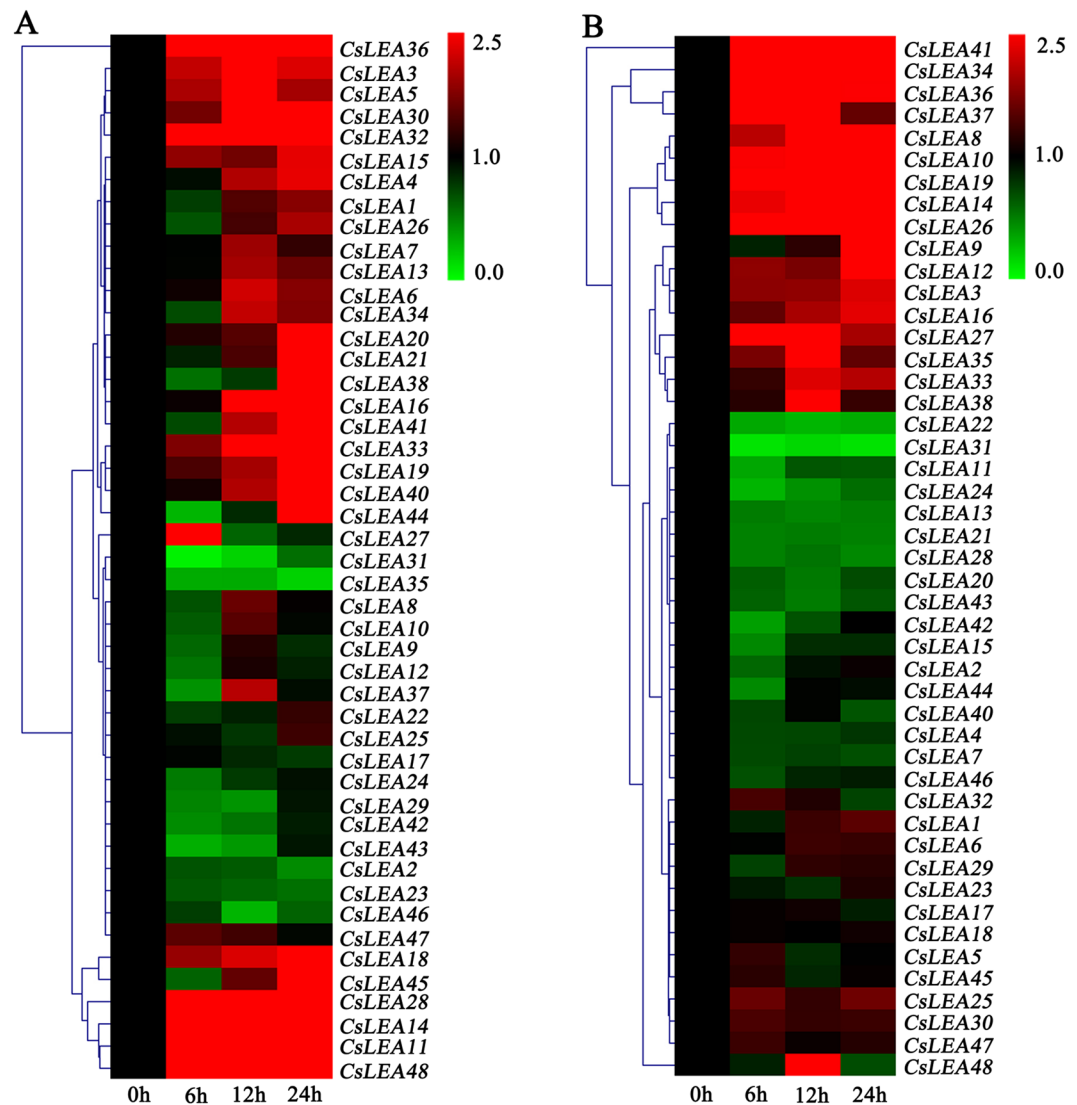 A
CsLEA36
CsLEA3
CsLEA5
CsLEA30
CsLEA32
CsLEA15
CsLEA4
CsLEA1
CsLEA26
CsLEA7
CsLEA13
CsLEA6
CsLEA34
CsLEA20
CsLEA21
CsLEA38
CsLEA16
CsLEA41
CsLEA33
CsLEA19
CsLEA40
CsLEA44
CsLEA27
CsLEA31
CsLEA35
CsLEA8
CsLEA10
CsLEA9
CsLEA12
CsLEA37
CsLEA22
CsLEA25
CsLEA17
CsLEA24
CsLEA29
CsLEA42
CsLEA43
CsLEA2
CsLEA23
CsLEA46
CsLEA47
CsLEA18
CsLEA45
CsLEA28
CsLEA14
CsLEA11
CsLEA48
0h 6h 12h 24h
2.5
1.0
0.0
B
CsLEA41
CsLEA34
CsLEA36
CsLEA37
CsLEA8
CsLEA10
CsLEA19
CsLEA14
CsLEA26
CsLEA9
CsLEA12
CsLEA3
CsLEA16
CsLEA27
CsLEA35
CsLEA33
CsLEA38
CsLEA22
CsLEA31
CsLEA11
CsLEA24
CsLEA13
CsLEA21
CsLEA28
CsLEA20
CsLEA43
CsLEA42
CsLEA15
CsLEA2
CsLEA44
CsLEA40
CsLEA4
CsLEA7
CsLEA46
CsLEA32
CsLEA1
CsLEA6
CsLEA29
CsLEA23
CsLEA17
CsLEA18
CsLEA5
CsLEA45
CsLEA25
CsLEA30
CsLEA47
CsLEA48
0h 6h 12h 24h
2.5
1.0
0.0